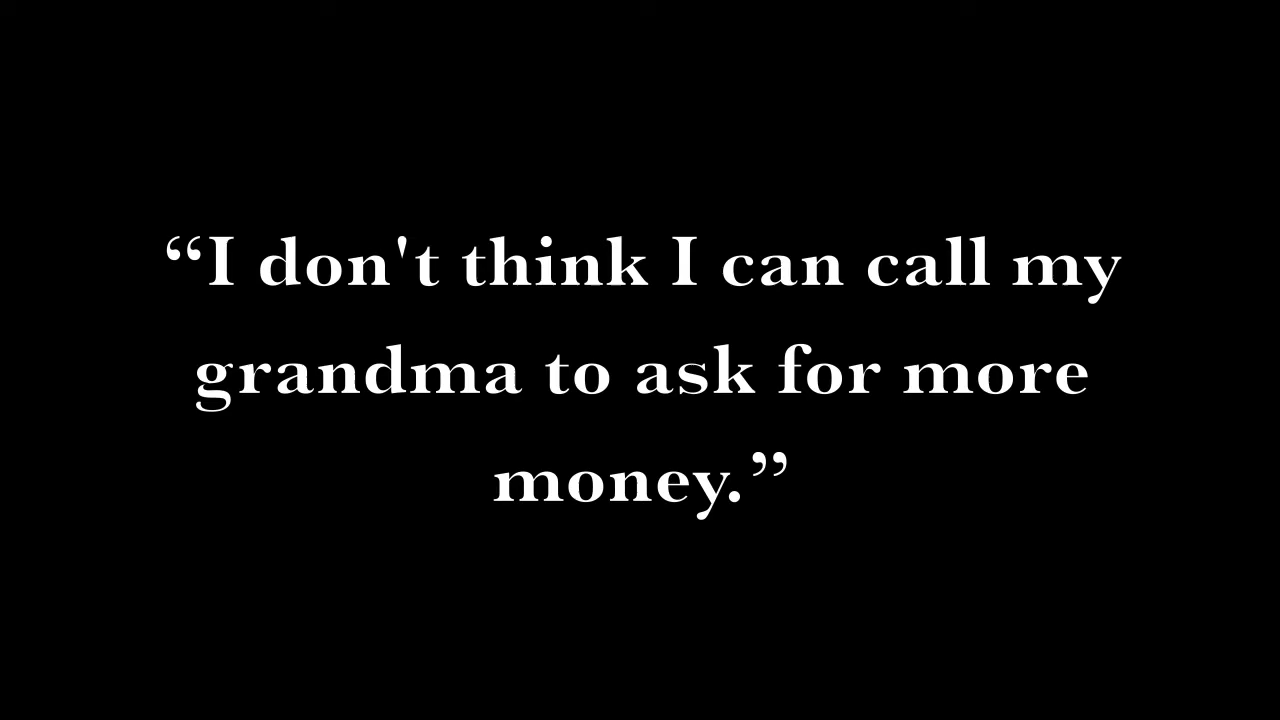 “I don't think I can call my
grandma to ask for more
money.”